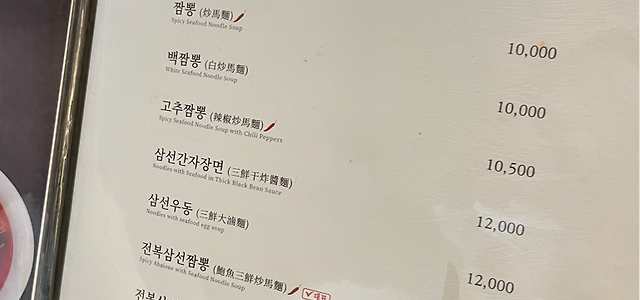 짬뽕 (炒馬麵)
Spicy Seafood Noodle Soup
10,000
백짬뽕 (白炒馬麵)
White Seafood Noodle Soup
10,000
고추짬뽕 (辣椒炒馬麵)
Spicy Seafood Noodle Soup with Chili Peppers
10,500
삼선간자장면 (三鮮干炸醬麵)
Noodles with Seafood in Thick Black Bean Sauce
12,000
삼선우동 (三鮮大滷麵)
Noodles with seafood egg soup
12,000
전복삼선짬뽕 (鮑魚三鮮炒馬麵) 대표
Spicy Abalone with Seafood Noodle Soup